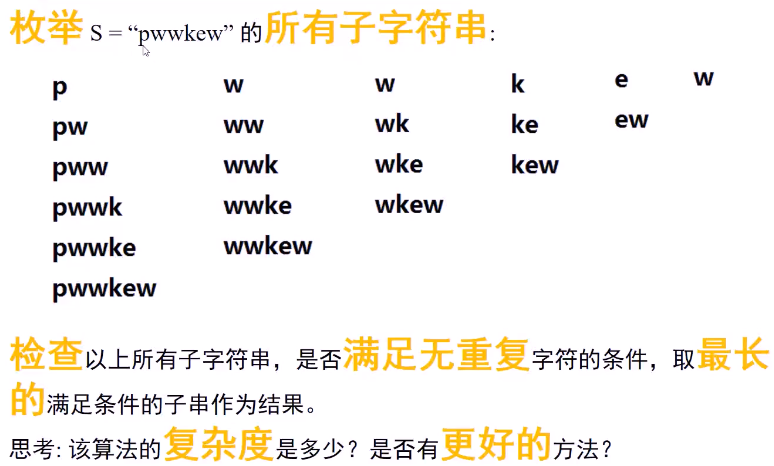 枚举 S = “pwwkew” 的所有子字符串:
p w w k e w
pw ww wk ke ew
pww wwk wke kew
pwwk wwke wkew
pwwke wwkew
pwwkew
检查以上所有子字符串，是否满足无重复字符的条件，取最长
的满足条件的子串作为结果。
思考: 该算法的复杂度是多少？是否有更好的方法？